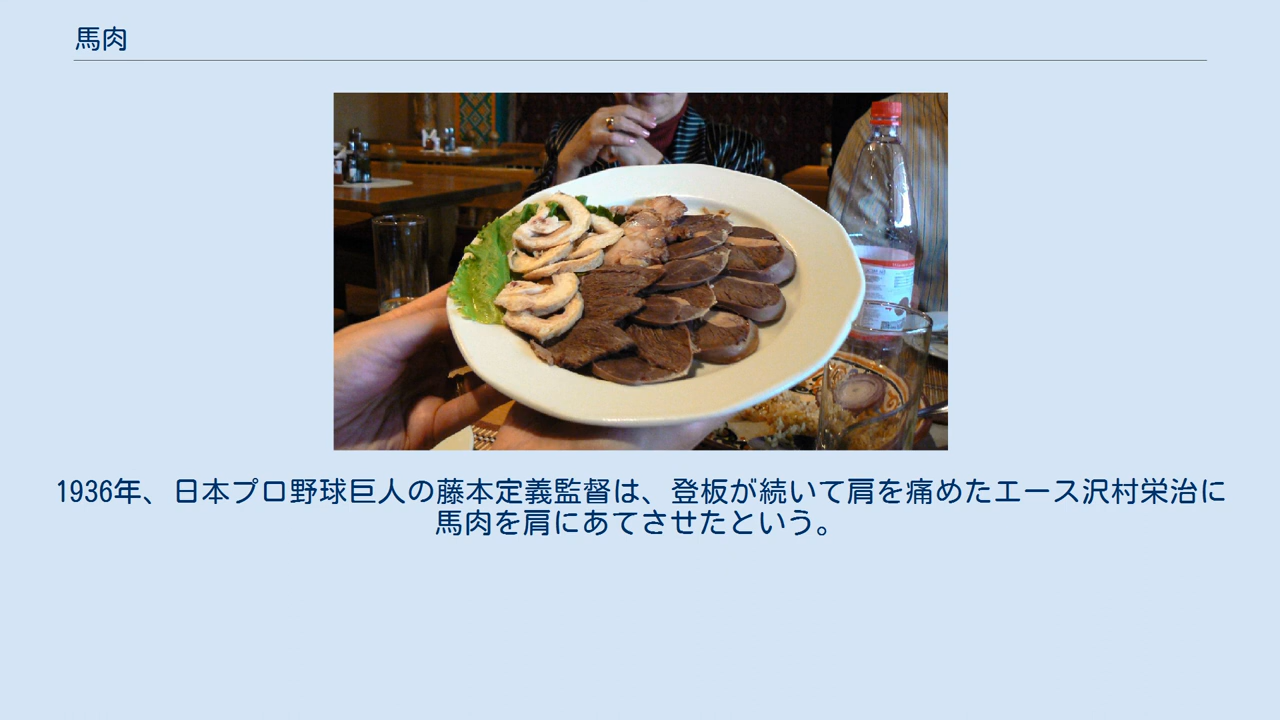 馬肉
1936年、日本プロ野球巨人の藤本定義監督は、登板が続いて肩を痛めたエース沢村栄治に
馬肉を肩にあてさせたという。